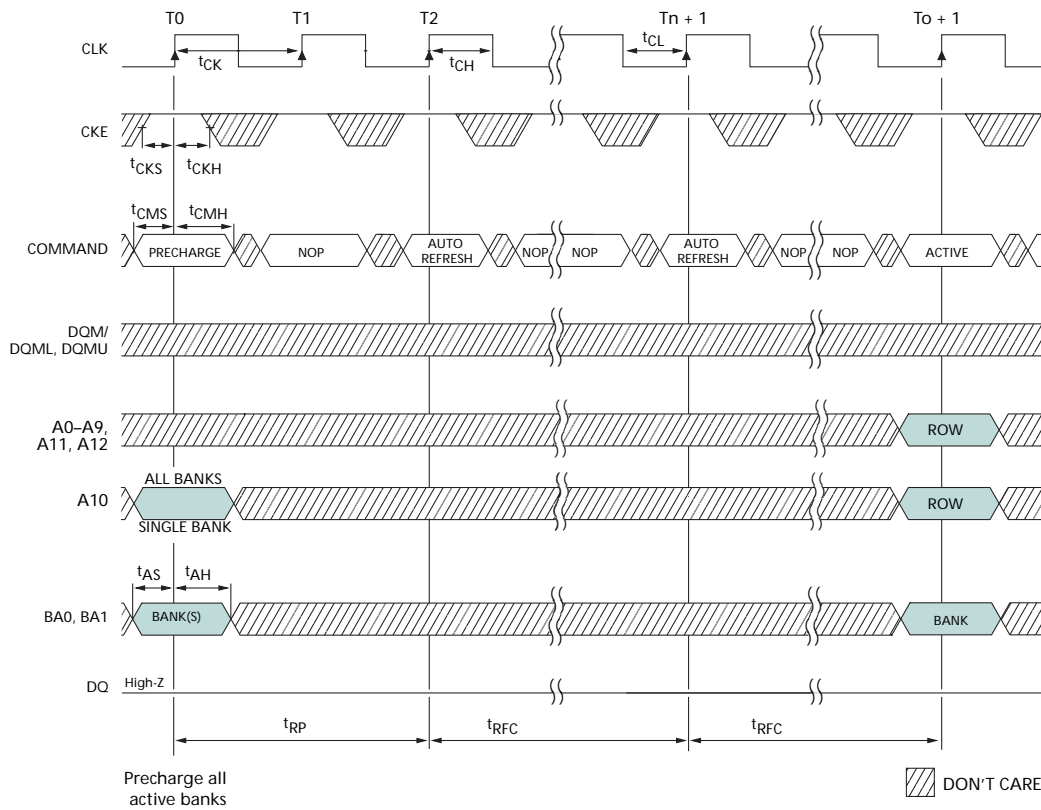 T0 T1 T2 Tn + 1 To + 1
CLK
tCK tCH tCL
CKE
tCKS tCKH
tCMS tCMH
COMMAND PRECHARGE NOP AUTO REFRESH NOP NOP AUTO REFRESH NOP NOP ACTIVE
DQM/
DQML, DQMU
A0–A9,
A11, A12 ROW
ALL BANKS
A10 ROW
SINGLE BANK
tAS tAH
BA0, BA1 BANK(S) BANK
DQ High-Z
tRP tRFC tRFC
Precharge all
active banks
DON'T CARE